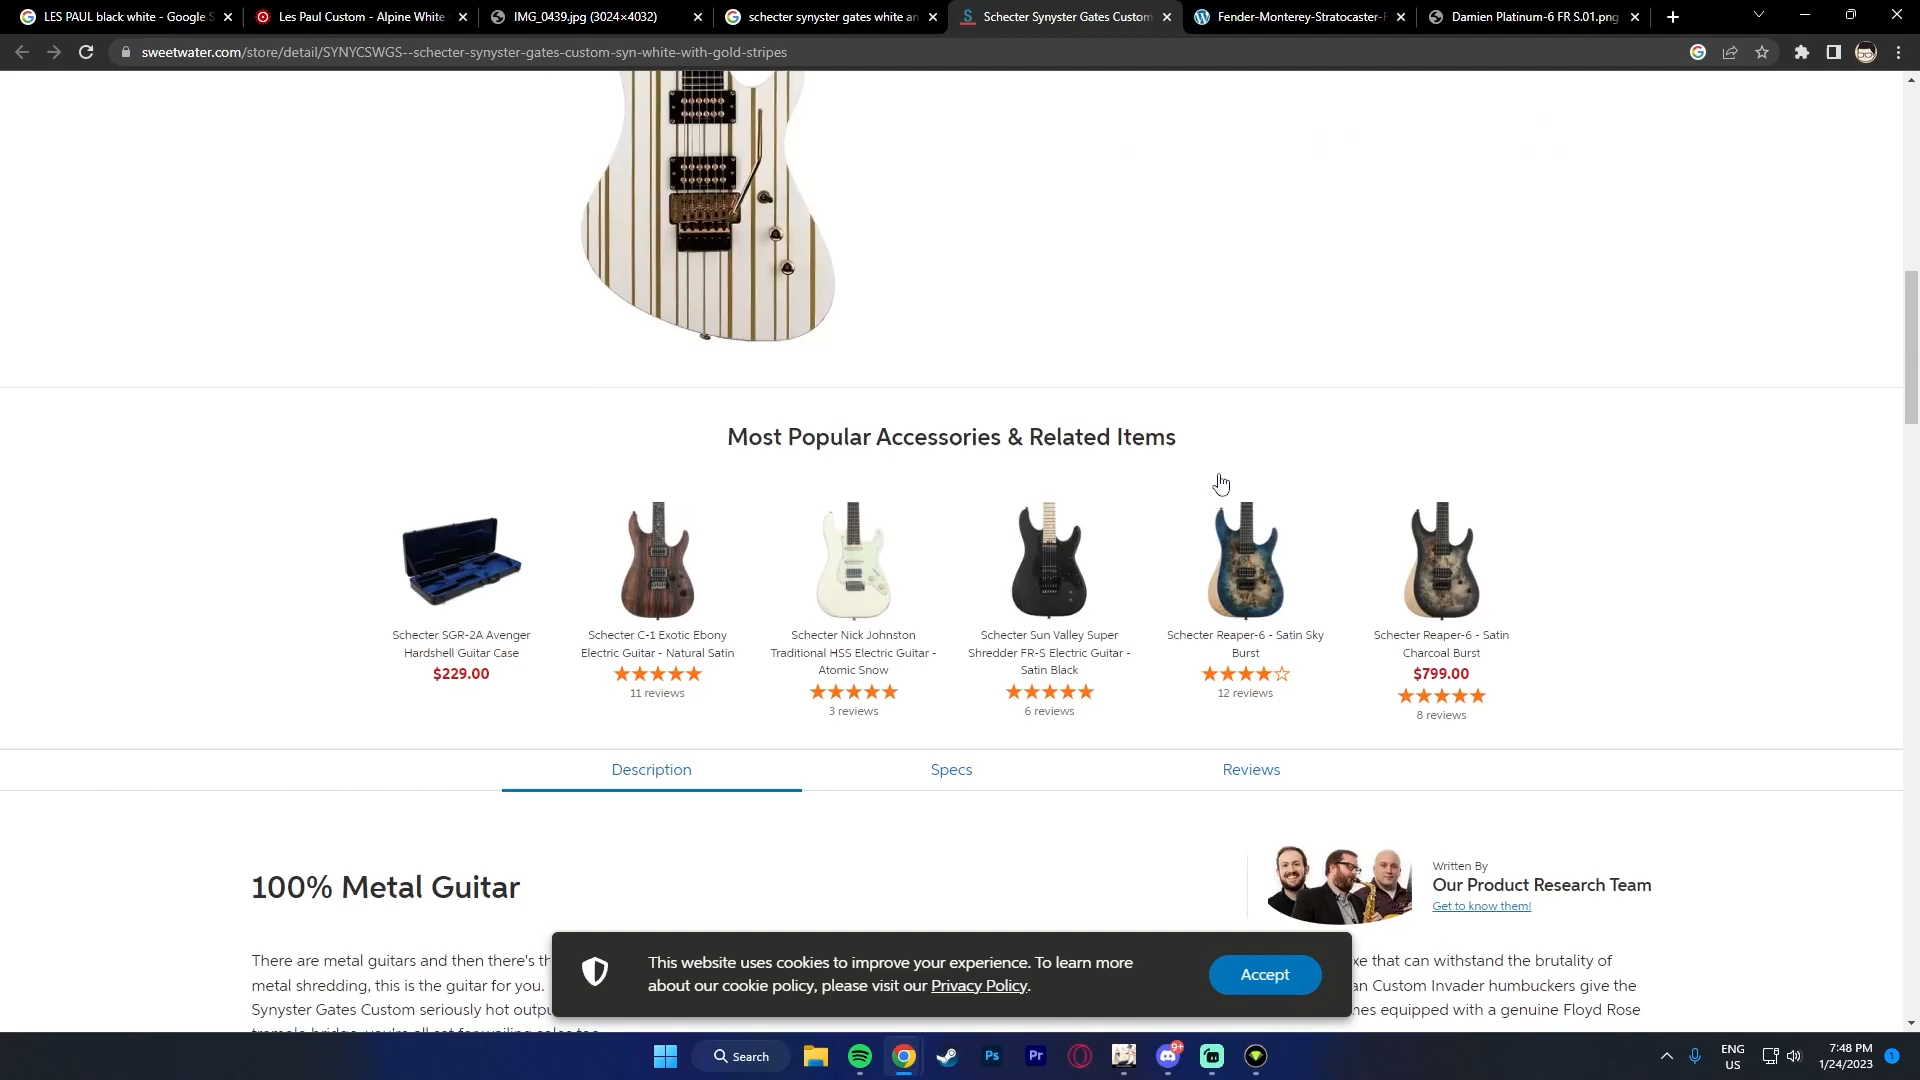 LES PAUL black white - Google S
Les Paul Custom - Alpine White
IMG_0439.jpg (3024×4032)
schecter synyster gates white an
Schecter Synyster Gates Custom
Fender-Monterey-Stratocaster-F
Damien Platinum-6 FR S.01.png
sweetwater.com/store/detail/SYNYCSWGS--schecter-synyster-gates-custom-syn-white-with-gold-stripes
Most Popular Accessories & Related Items
Schecter SGR-2A Avenger
Hardshell Guitar Case
$229.00
Schecter C-1 Exotic Ebony
Electric Guitar - Natural Satin
11 reviews
Schecter Nick Johnston
Traditional HSS Electric Guitar -
Atomic Snow
3 reviews
Schecter Sun Valley Super
Shredder FR-S Electric Guitar -
Satin Black
6 reviews
Schecter Reaper-6 - Satin Sky
Burst
12 reviews
Schecter Reaper-6 - Satin
Charcoal Burst
$799.00
8 reviews
Description
Specs
Reviews
100% Metal Guitar
Written By
Our Product Research Team
Get to know them!
There are metal guitars and then there's th
xe that can withstand the brutality of
metal shredding, this is the guitar for you.
an Custom Invader humbuckers give the
Synyster Gates Custom seriously hot outpu
nes equipped with a genuine Floyd Rose
This website uses cookies to improve your experience. To learn more
about our cookie policy, please visit our Privacy Policy.
Accept
Search
Ps
Pr
9+
ENG
US
7:48 PM
1/24/2023
1